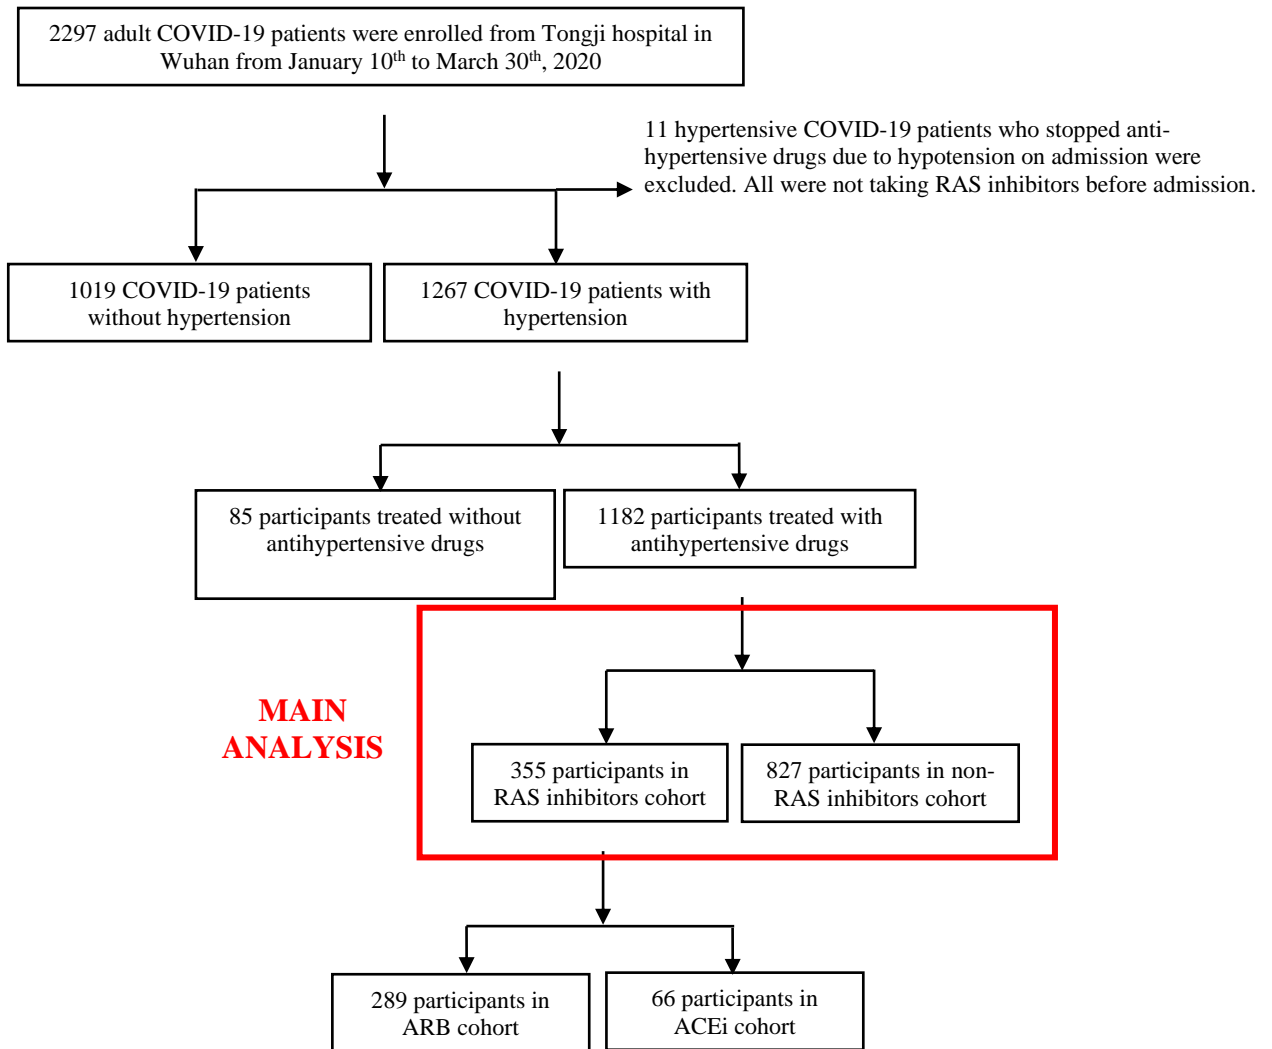 2297 adult COVID-19 patients were enrolled from Tongji hospital in
Wuhan from January 10th to March 30th, 2020
11 hypertensive COVID-19 patients who stopped anti-
hypertensive drugs due to hypotension on admission were
excluded. All were not taking RAS inhibitors before admission.
1019 COVID-19 patients
without hypertension
1267 COVID-19 patients with
hypertension
85 participants treated without
antihypertensive drugs
1182 participants treated with
antihypertensive drugs
MAIN
ANALYSIS
355 participants in
RAS inhibitors cohort
827 participants in non-
RAS inhibitors cohort
289 participants in
ARB cohort
66 participants in
ACEi cohort